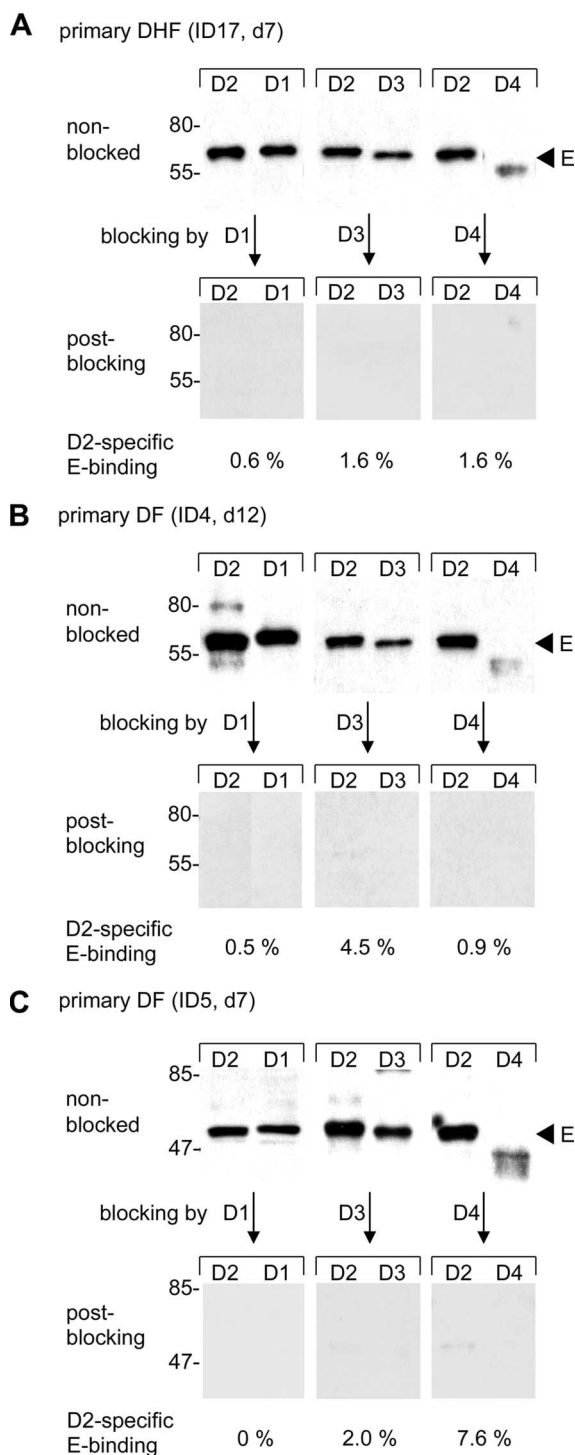 A primary DHF (ID17, d7)
D2 D1 D2 D3 D2 D4
non-
blocked
80-
55-
E
blocking by D1 D3 D4
D2 D1 D2 D3 D2 D4
post-
blocking
80-
55-
D2-specific
E-binding
0.6 % 1.6 % 1.6 %
B primary DF (ID4, d12)
D2 D1 D2 D3 D2 D4
non-
blocked
80-
55-
E
blocking by D1 D3 D4
D2 D1 D2 D3 D2 D4
post-
blocking
80-
55-
D2-specific
E-binding
0.5 % 4.5 % 0.9 %
C primary DF (ID5, d7)
D2 D1 D2 D3 D2 D4
85-
non-
blocked
47-
E
blocking by D1 D3 D4
D2 D1 D2 D3 D2 D4
85-
post-
blocking
47-
D2-specific
E-binding
0 % 2.0 % 7.6 %